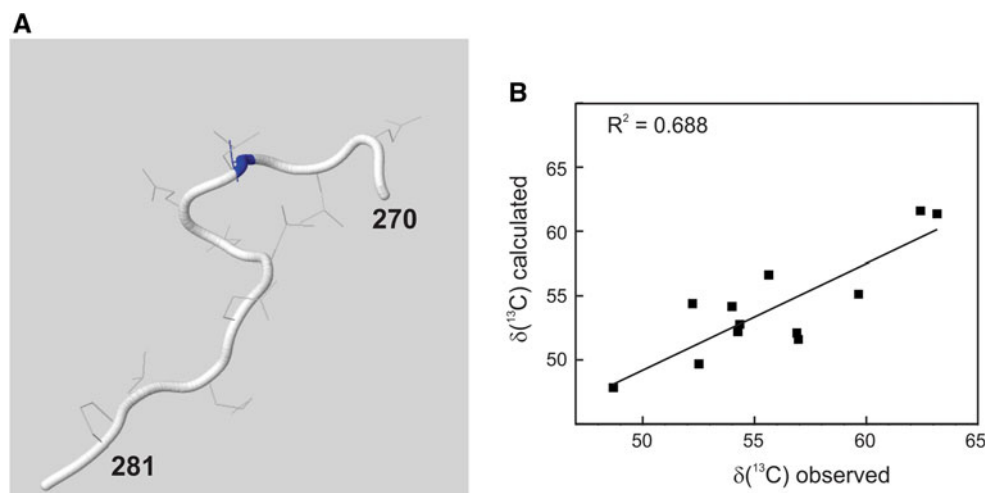 A
270
281
B
R² = 0.688
65
60
55
50
50 55 60 65
δ(¹³C) calculated
δ(¹³C) observed